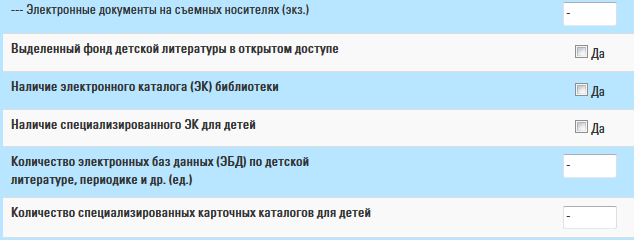 --- Электронные документы на съемных носителях (экз.)
-
Выделенный фонд детской литературы в открытом доступе
Да
Наличие электронного каталога (ЭК) библиотеки
Да
Наличие специализированного ЭК для детей
Да
Количество электронных баз данных (ЭБД) по детской
литературе, периодике и др. (ед.)
-
Количество специализированных карточных каталогов для детей
-